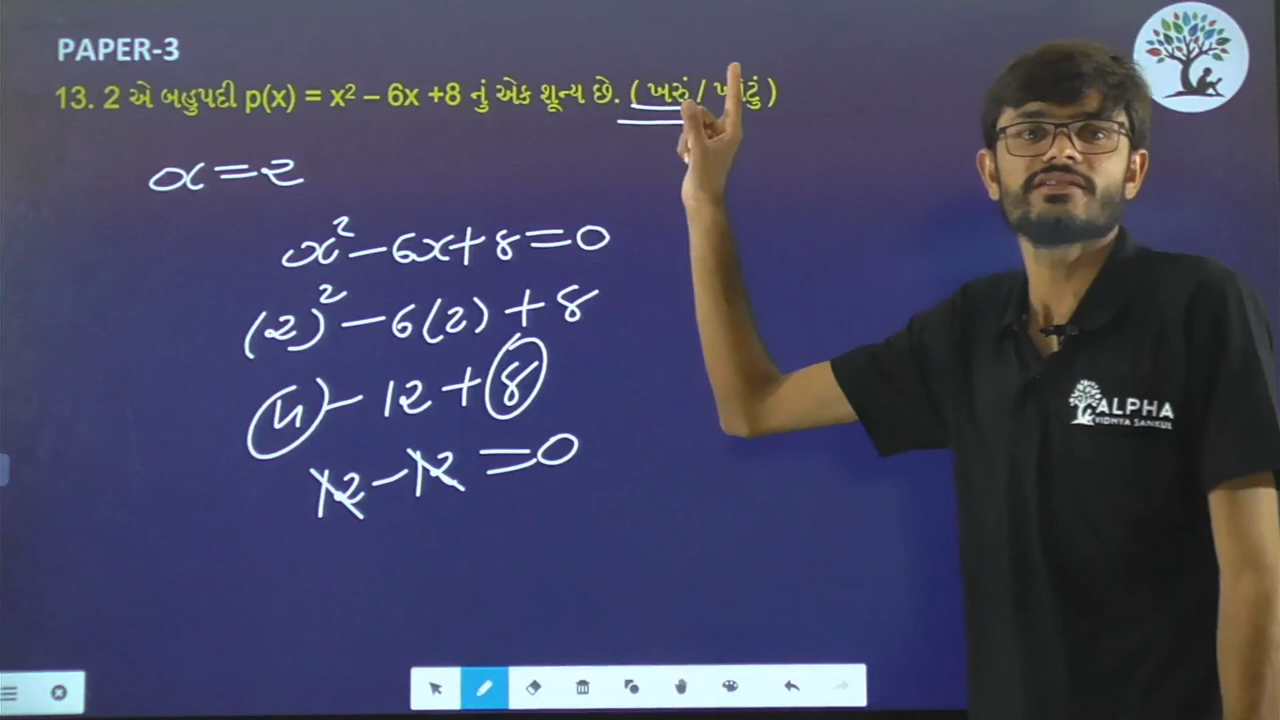 PAPER-3
13. 2 એ બહુપદી p(x) = x² – 6x +8 નું એક શૂન્ય છે. ( ખરું / ખોટું )
x=2
x²-6x+8=0
(2)²-6(2)+8
4-12+8
12-12=0
ALPHA
VIDHYA SANKUL